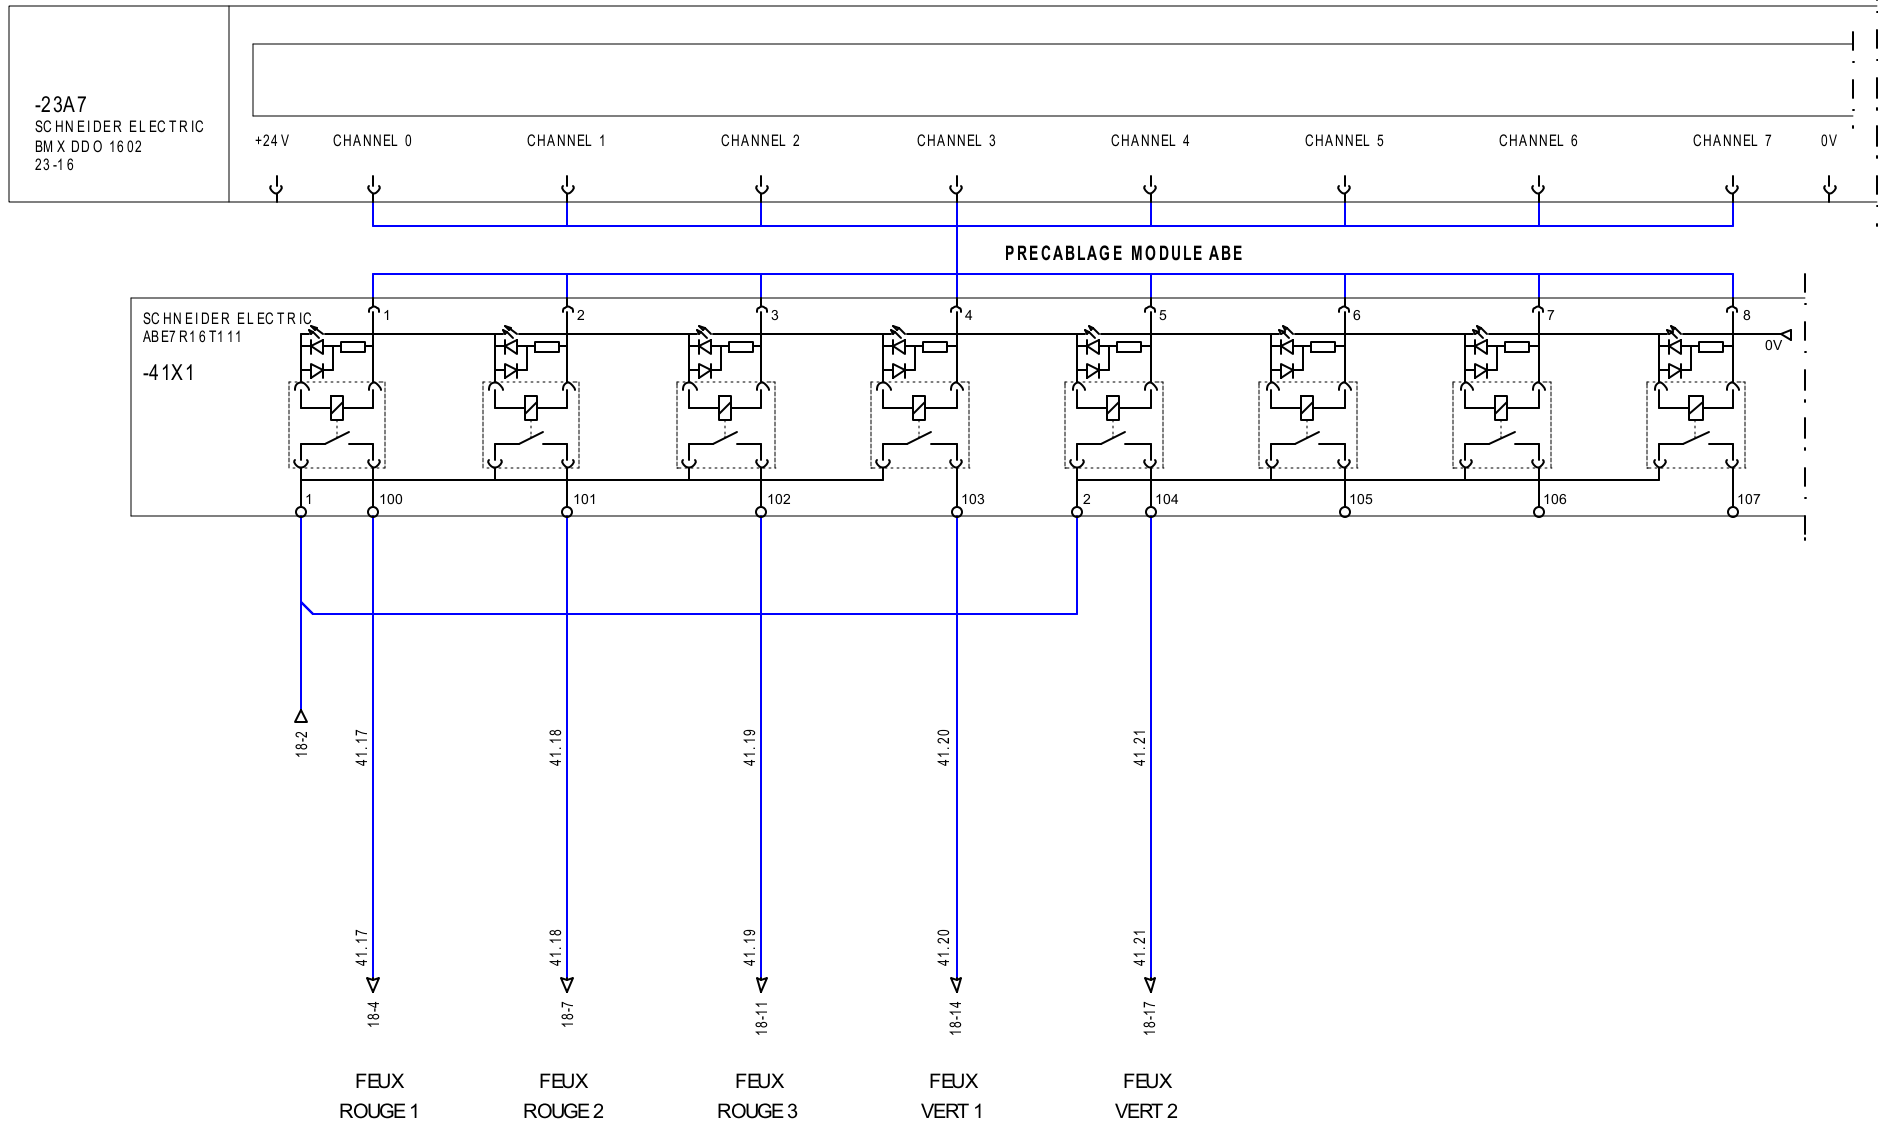 -23A7
SCHNEIDER ELECTRIC
BMX DDO 1602
23-16
+24V CHANNEL 0 CHANNEL 1 CHANNEL 2 CHANNEL 3 CHANNEL 4 CHANNEL 5 CHANNEL 6 CHANNEL 7 0V
PRECABLAGE MODULE ABE
SCHNEIDER ELECTRIC
ABE7R16T111
-41X1
1 2 3 4 5 6 7 8
0V
1 100 101 102 103 2 104 105 106 107
18-2 41.17 41.18 41.19 41.20 41.21
41.17 41.18 41.19 41.20 41.21
18-4 18-7 18-11 18-14 18-17
FEUX FEUX FEUX FEUX FEUX
ROUGE 1 ROUGE 2 ROUGE 3 VERT 1 VERT 2